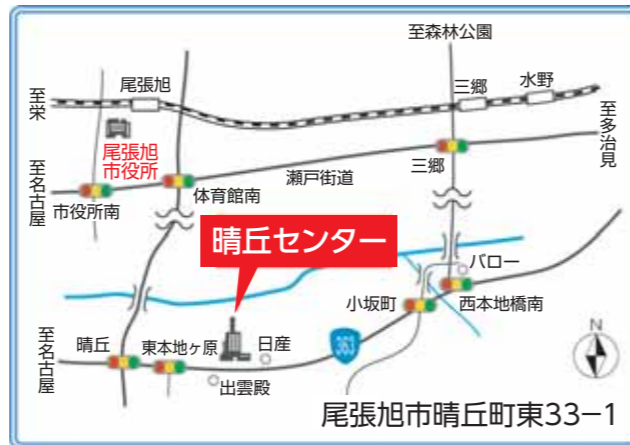 至森林公園
尾張旭
三郷
水野
至栄
至多治見
尾張旭
市役所
三郷
瀬戸街道
至名古屋
市役所南
体育館南
晴丘センター
バロー
小坂町
西本地橋南
363
至名古屋
晴丘
東本地ヶ原
日産
出雲殿
N
尾張旭市晴丘町東33−1